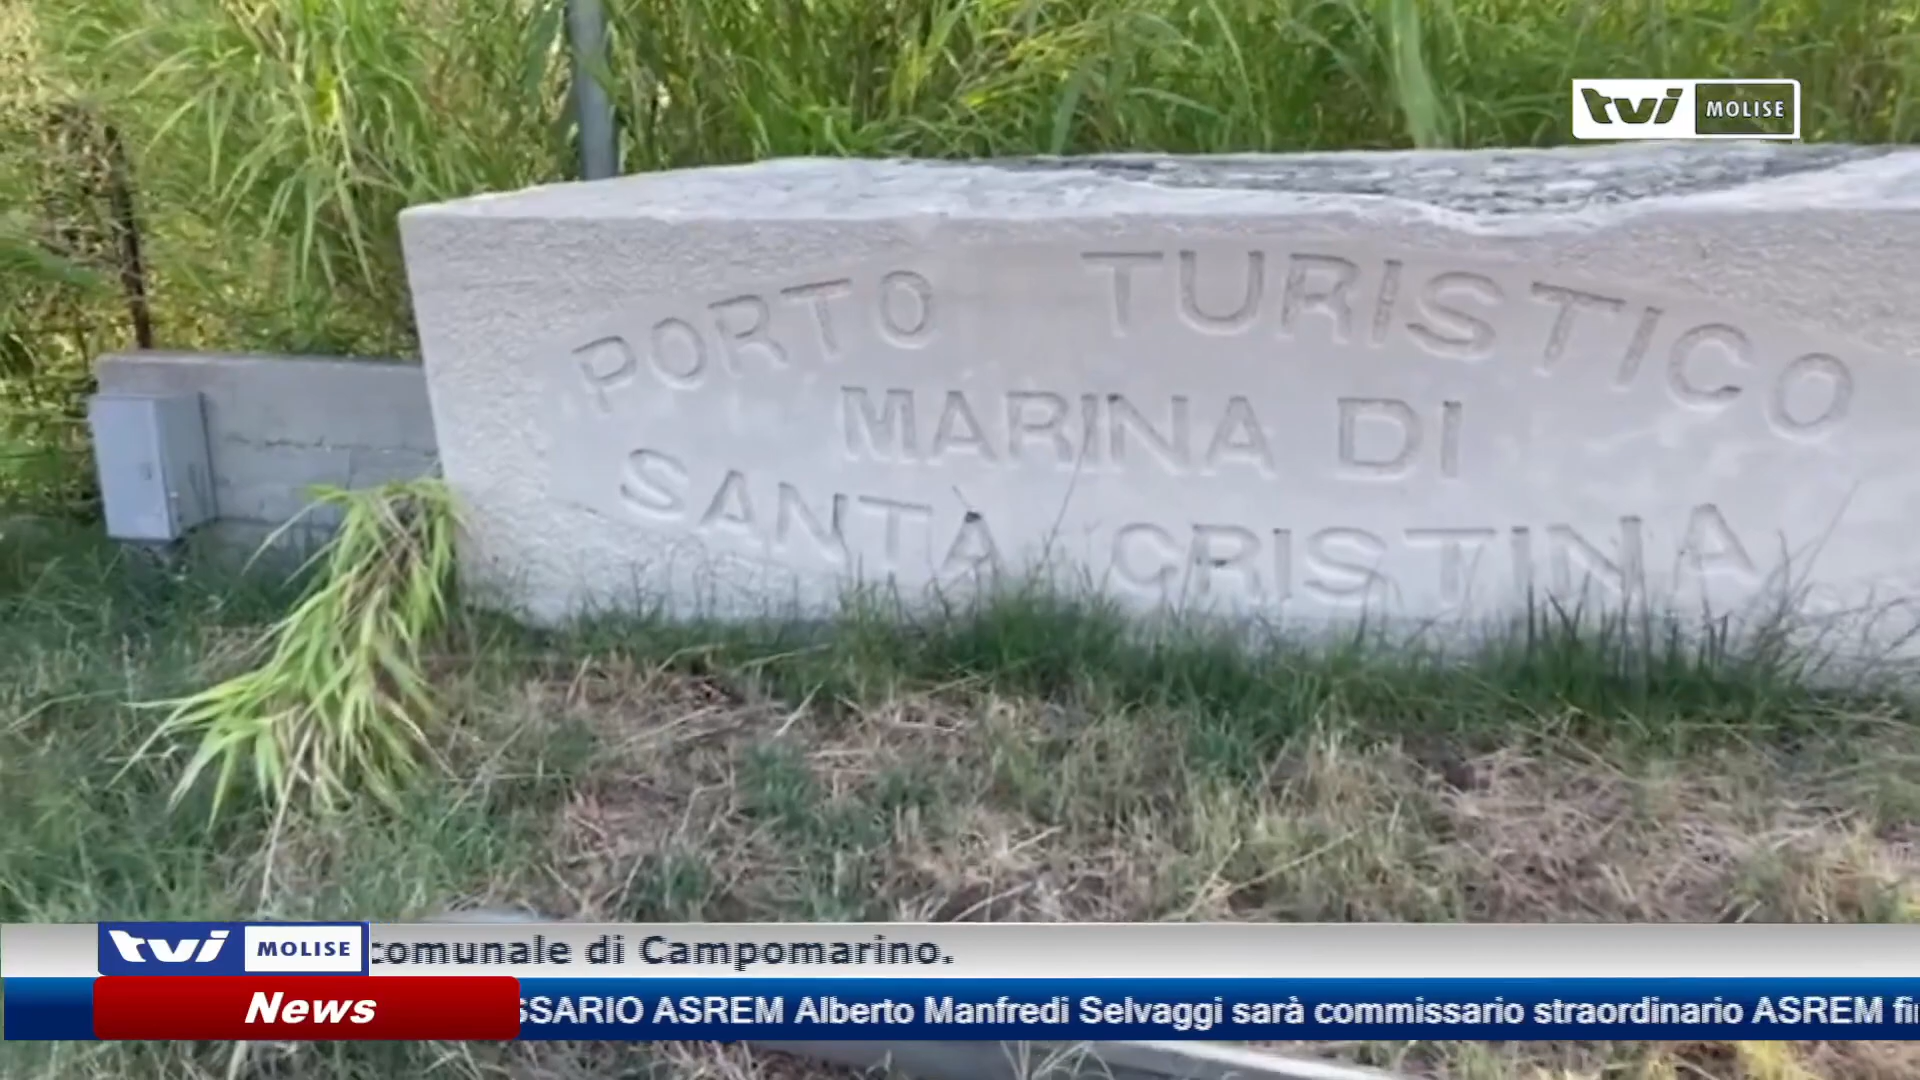 tvi MOLISE
PORTO TURISTICO
MARINA DI
SANTA CRISTINA
tvi MOLISE
comunale di Campomarino.
News
SSARIO ASREM Alberto Manfredi Selvaggi sarà commissario straordinario ASREM fi